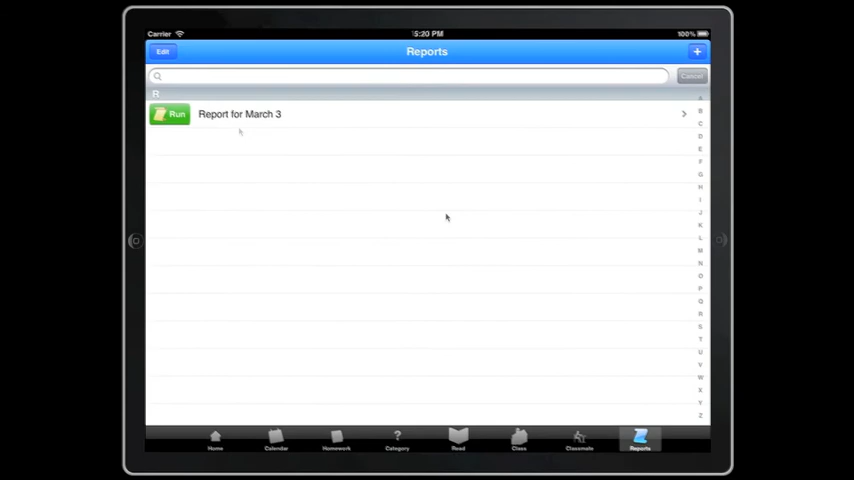 Carrier 5:20 PM 100%
Edit Reports +
Cancel
R
Run Report for March 3
A
B
C
D
E
F
G
H
I
J
K
L
M
N
O
P
Q
R
S
T
U
V
W
X
Y
Z
Home Calendar Homework Category Read Class Classmate Reports